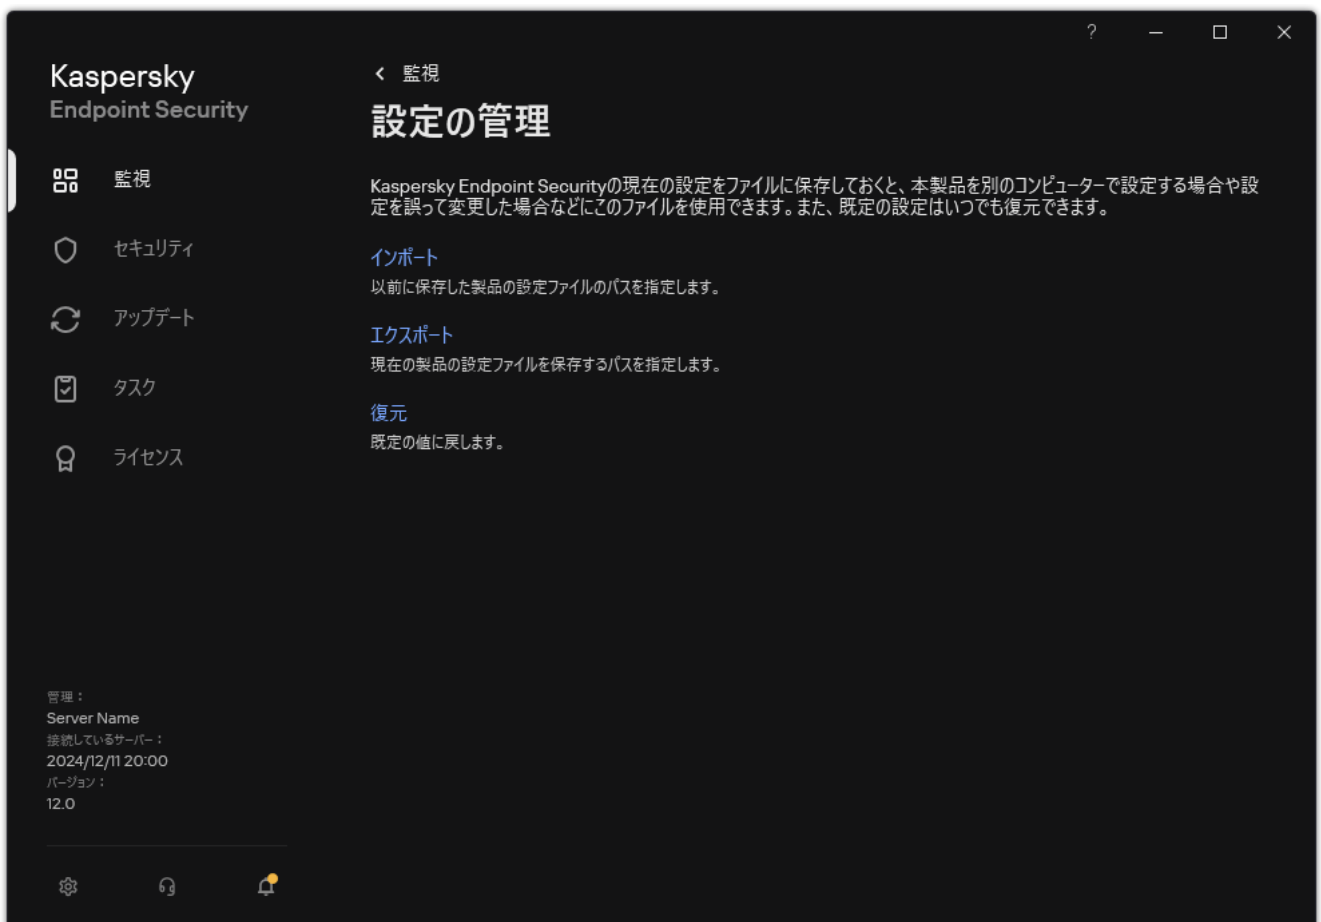 ?
Kaspersky
Endpoint Security
監視
セキュリティ
アップデート
タスク
ライセンス
管理：
Server Name
接続しているサーバー：
2024/12/11 20:00
バージョン：
12.0
監視
設定の管理
Kaspersky Endpoint Securityの現在の設定をファイルに保存しておくと、本製品を別のコンピューターで設定する場合や設
定を誤って変更した場合などにこのファイルを使用できます。また、既定の設定はいつでも復元できます。
インポート
以前に保存した製品の設定ファイルのパスを指定します。
エクスポート
現在の製品の設定ファイルを保存するパスを指定します。
復元
既定の値に戻します。